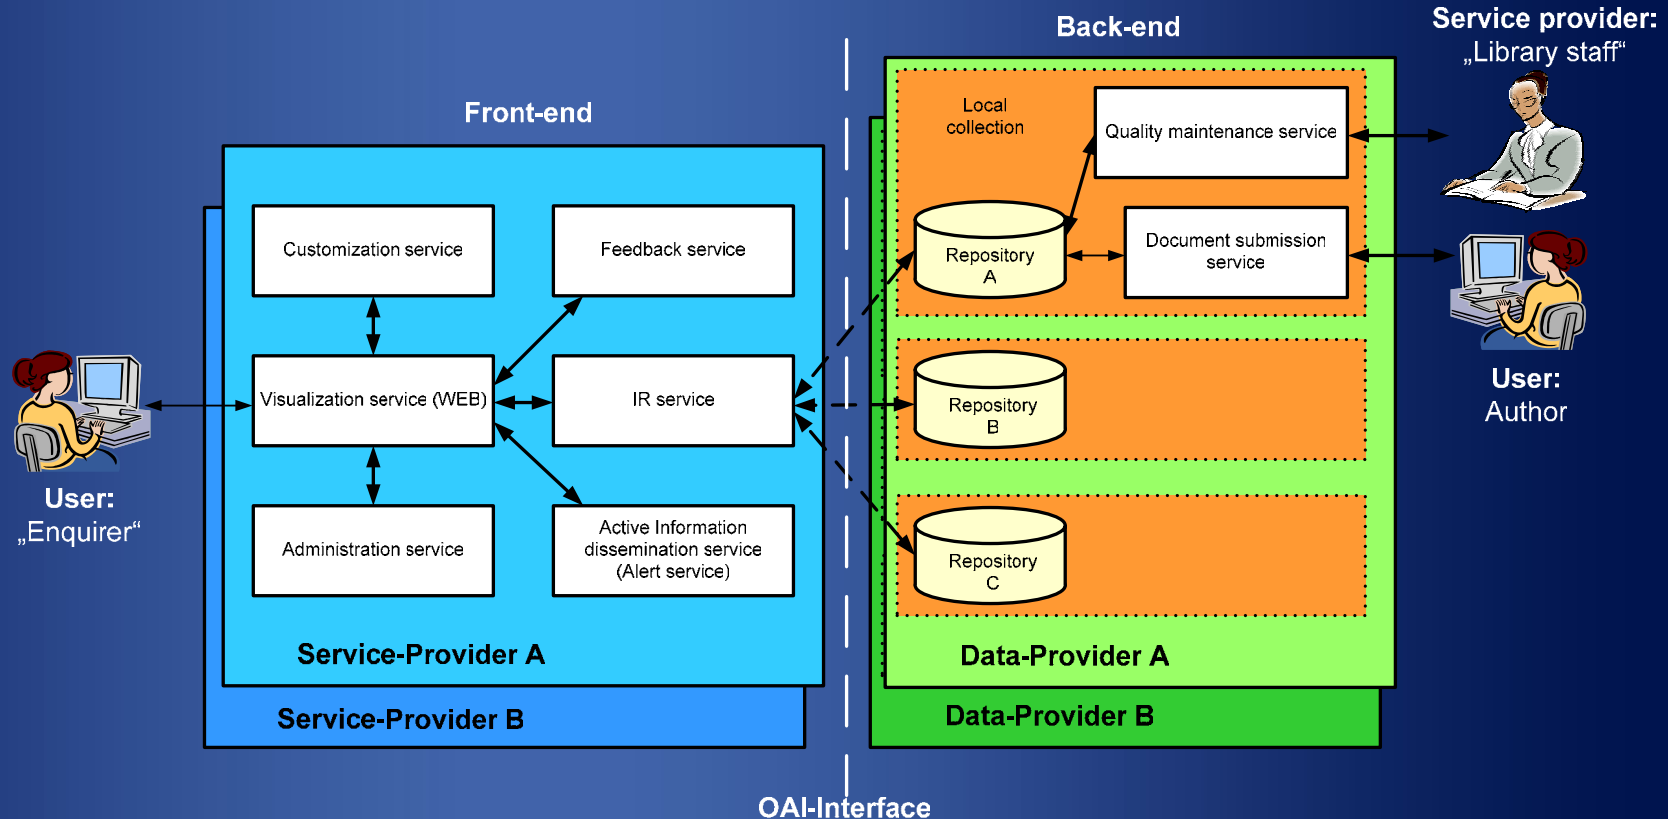 Back-end
Service provider:
„Library staff“
Front-end
Local
collection
Quality maintenance service
Customization service
Feedback service
Repository
A
Document submission
service
Visualization service (WEB)
IR service
Repository
B
User:
Author
User:
„Enquirer“
Administration service
Active Information
dissemination service
(Alert service)
Repository
C
Service-Provider A
Data-Provider A
Service-Provider B
Data-Provider B
OAI-Interface